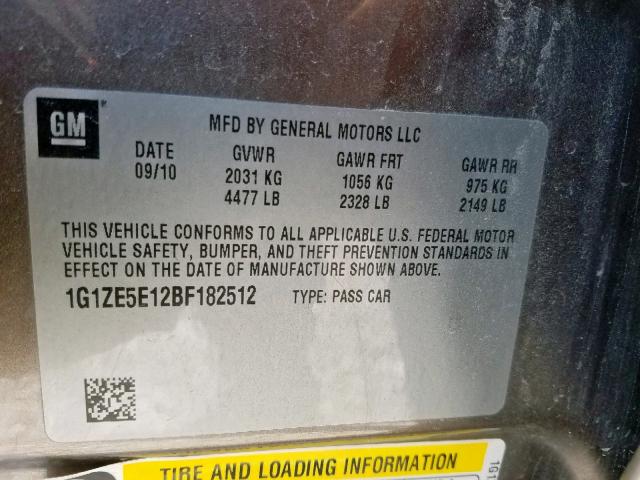 GM
MFD BY GENERAL MOTORS LLC
DATE GVWR GAWR FRT GAWR RR
09/10 2031 KG 1056 KG 975 KG
4477 LB 2328 LB 2149 LB
THIS VEHICLE CONFORMS TO ALL APPLICABLE U.S. FEDERAL MOTOR
VEHICLE SAFETY, BUMPER, AND THEFT PREVENTION STANDARDS IN
EFFECT ON THE DATE OF MANUFACTURE SHOWN ABOVE.
1G1ZE5E12BF182512 TYPE: PASS CAR
TIRE AND LOADING INFORMATION
1G1